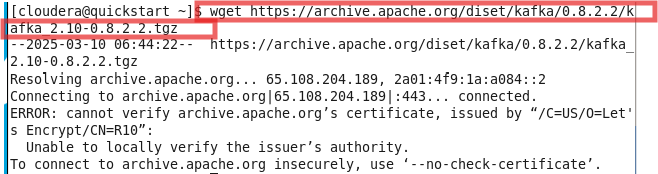 [cloudera@quickstart ~]$ wget https://archive.apache.org/diset/kafka/0.8.2.2/k
afka_2.10-0.8.2.2.tgz
--2025-03-10 06:44:22--  https://archive.apache.org/diset/kafka/0.8.2.2/kafka_
2.10-0.8.2.2.tgz
Resolving archive.apache.org... 65.108.204.189, 2a01:4f9:1a:a084::2
Connecting to archive.apache.org|65.108.204.189|:443... connected.
ERROR: cannot verify archive.apache.org’s certificate, issued by “/C=US/O=Let'
s Encrypt/CN=R10”:
  Unable to locally verify the issuer’s authority.
To connect to archive.apache.org insecurely, use ‘--no-check-certificate’.